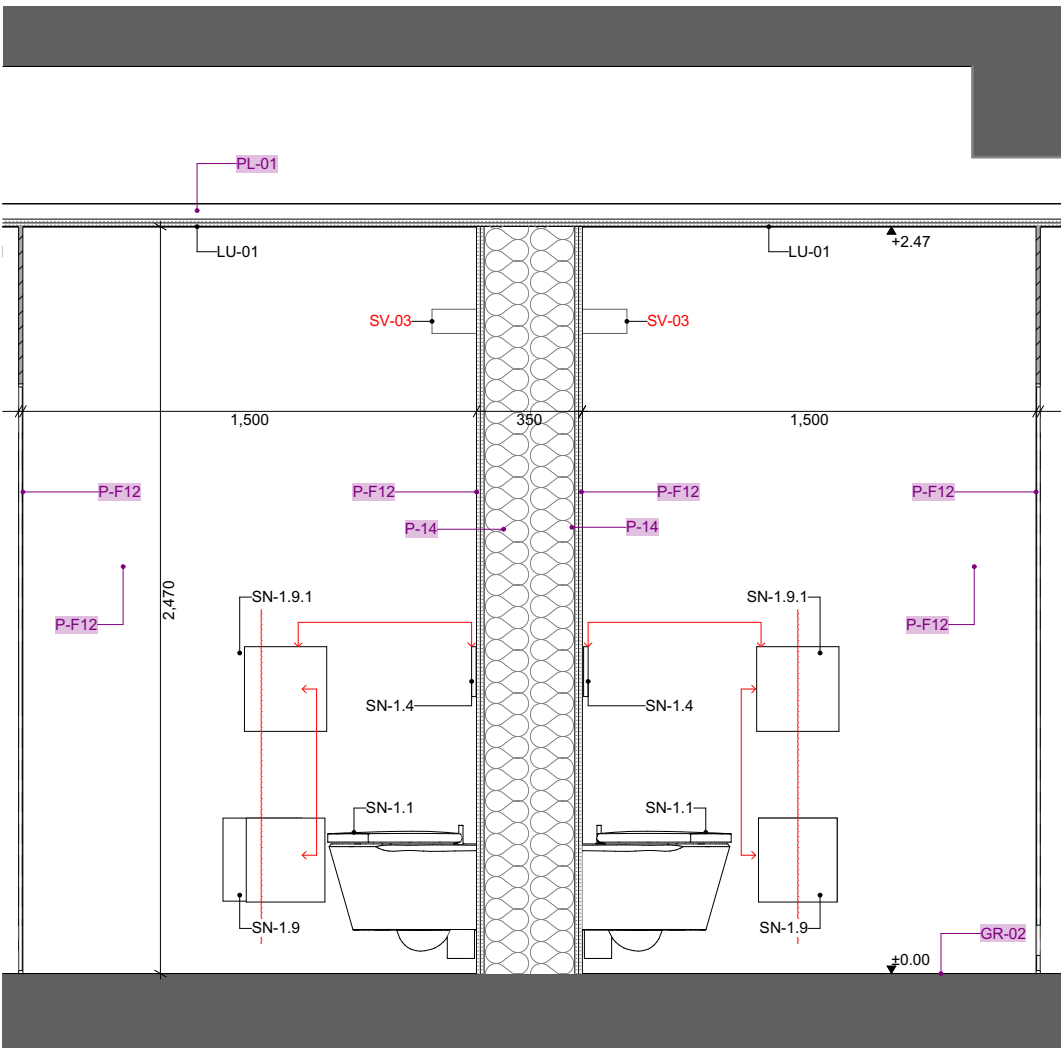 PL-01
LU-01
LU-01
+2.47
SV-03
SV-03
1,500
350
1,500
P-F12
P-F12
P-F12
P-F12
P-14
P-14
2,470
SN-1.9.1
SN-1.9.1
P-F12
P-F12
SN-1.4
SN-1.4
SN-1.1
SN-1.1
SN-1.9
SN-1.9
GR-02
±0.00